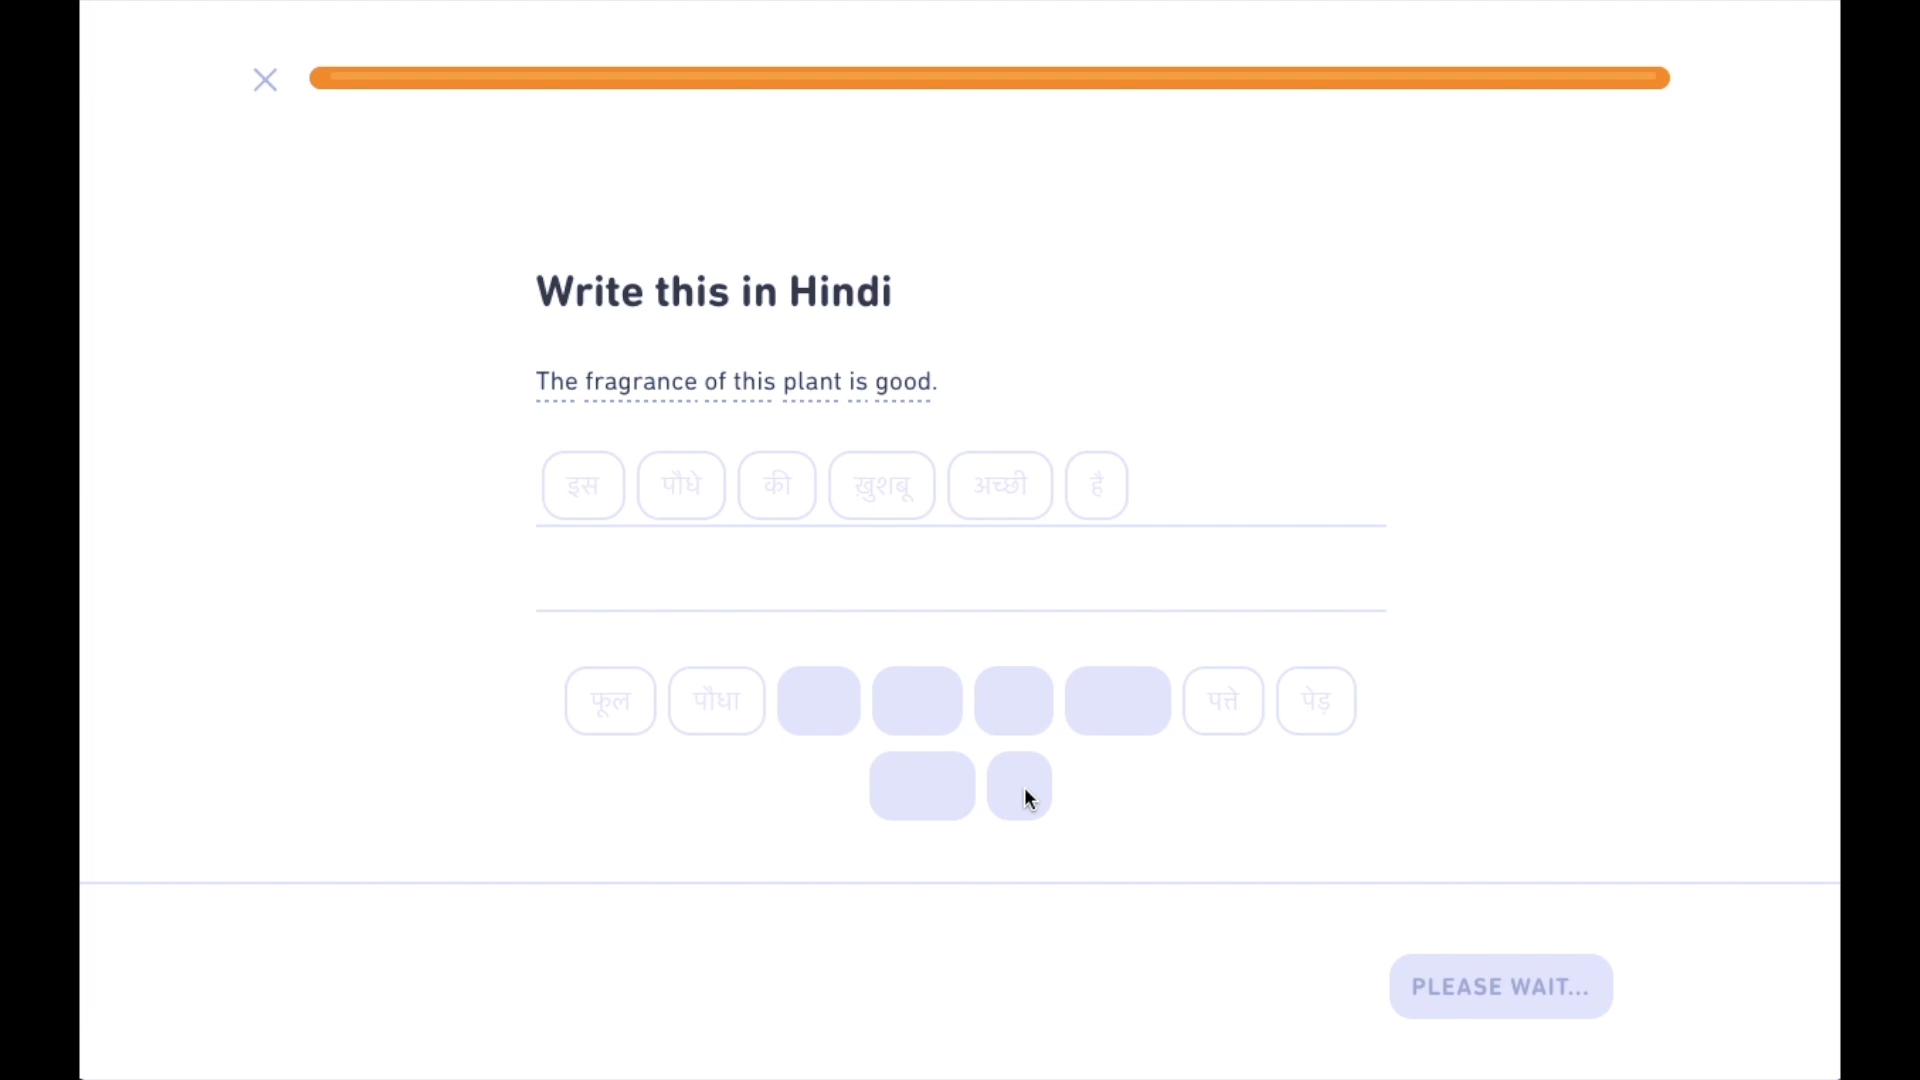 Write this in Hindi
The fragrance of this plant is good.
इस पौधे की ख़ुशबू अच्छी है
फूल पौधा पत्ते पेड़
PLEASE WAIT...